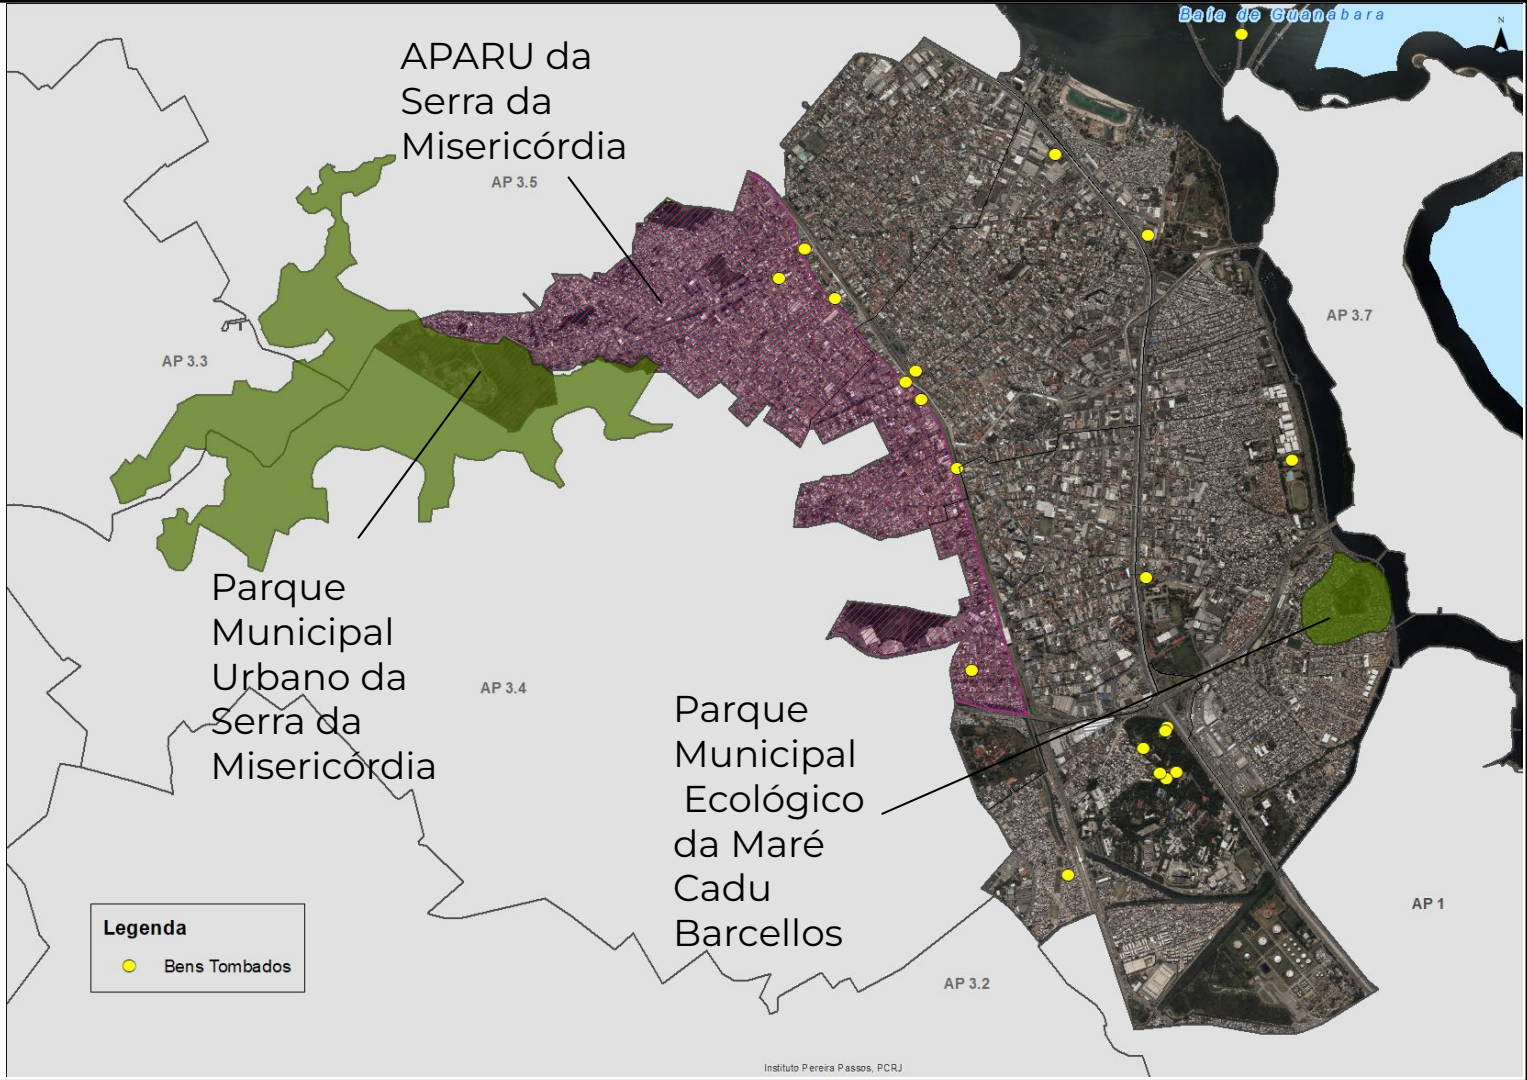 Baía de Guanabara
N
APARU da
Serra da
Misericórdia
AP 3.5
AP 3.7
AP 3.3
Parque
Municipal
Urbano da
Serra da
Misericórdia
AP 3.4
Parque
Municipal
Ecológico
da Maré
Cadu
Barcellos
AP 1
Legenda
Bens Tombados
AP 3.2
Instituto Pereira Passos, PCRJ